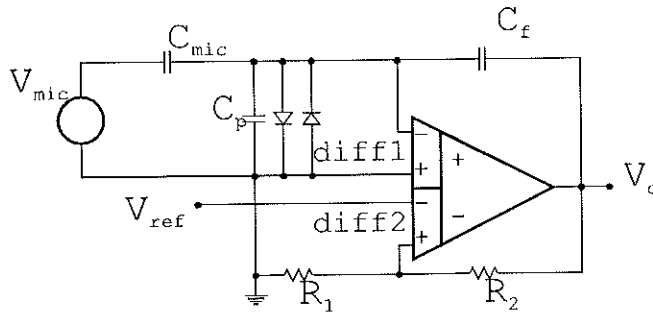 C_f
C_mic
V_mic
C_p
diff1
V_ref
diff2
V_o
R_1
R_2
− + + − − +